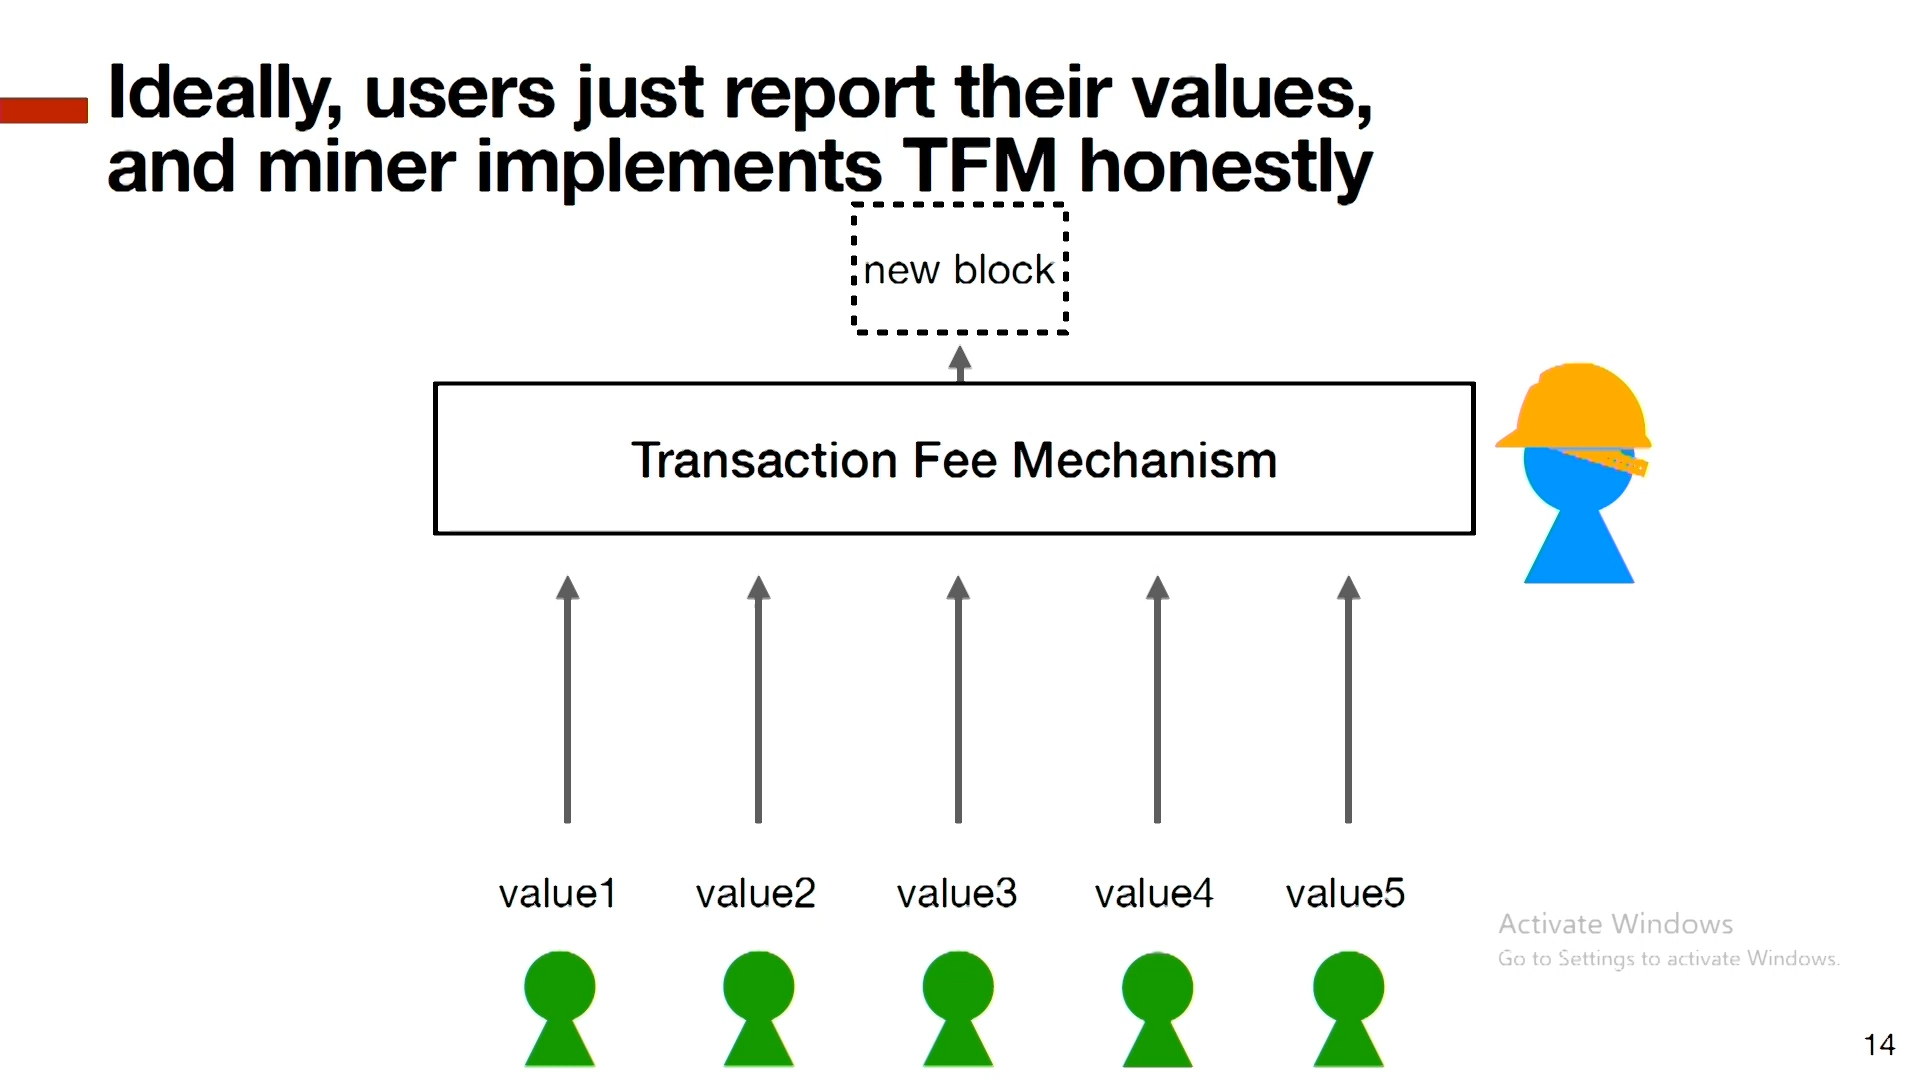 Ideally, users just report their values,
and miner implements TFM honestly
new block
Transaction Fee Mechanism
value1 value2 value3 value4 value5
Activate Windows
Go to Settings to activate Windows.
14